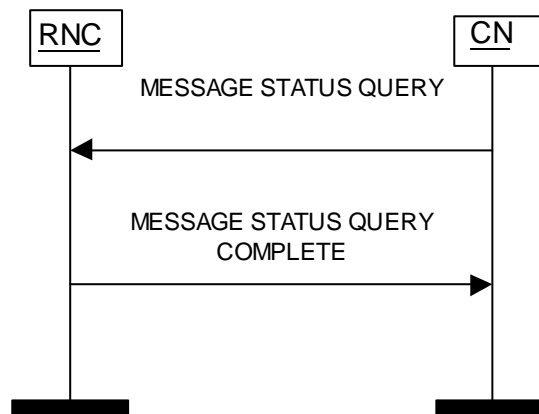 RNC
CN
MESSAGE STATUS QUERY
MESSAGE STATUS QUERY
COMPLETE